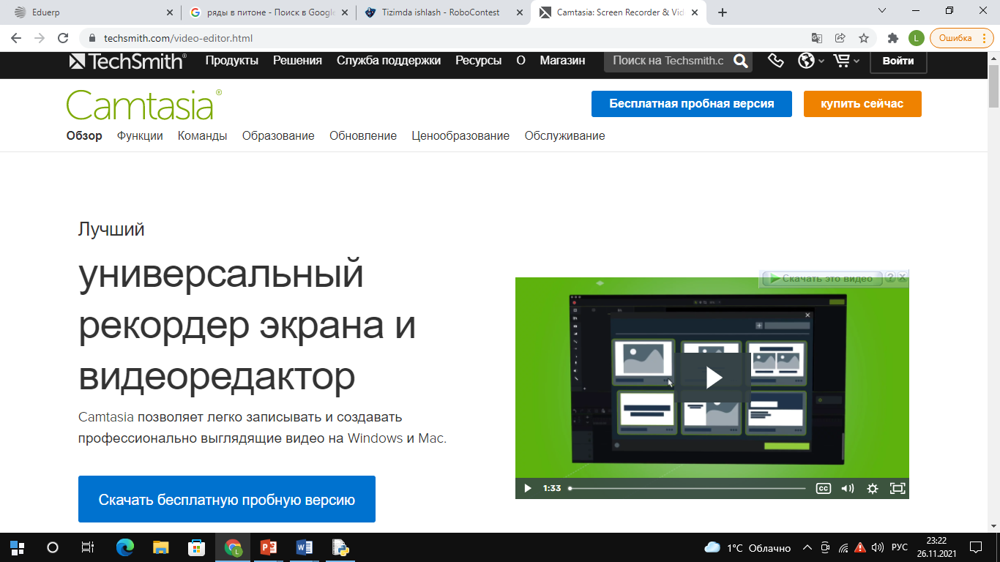 Eduerp
ряды в питоне - Поиск в Google
Tizimda ishlash - RoboContest
Camtasia: Screen Recorder & Vid
techsmith.com/video-editor.html
L
Ошибка
TechSmith®
Продукты Решения Служба поддержки Ресурсы О Магазин
Поиск на Techsmith.c
Войти
Camtasia®
Бесплатная пробная версия
купить сейчас
Обзор Функции Команды Образование Обновление Ценообразование Обслуживание
Лучший
универсальный
рекордер экрана и
видеоредактор
Camtasia позволяет легко записывать и создавать
профессионально выглядящие видео на Windows и Mac.
Скачать бесплатную пробную версию
Скачать это видео
1:33
CC
1°C Облачно
РУС
23:22
26.11.2021